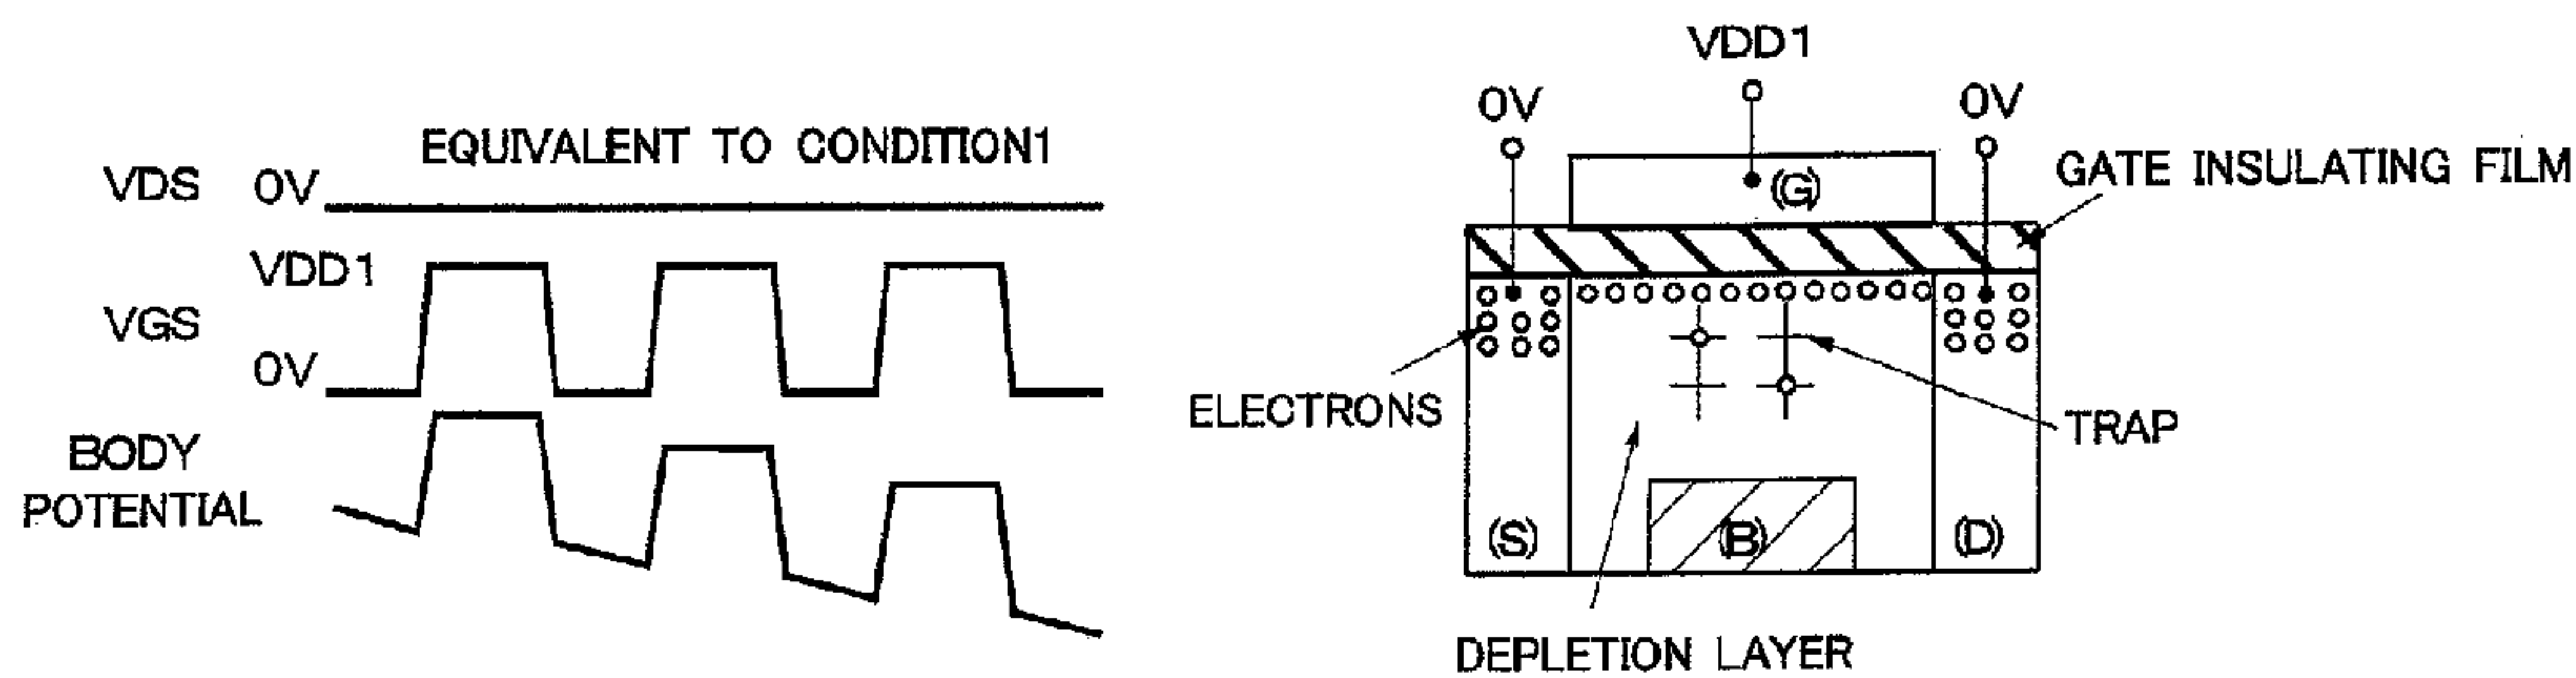 EQUIVALENT TO CONDITION1
VDS 0V
VDD1
VGS
0V
BODY
POTENTIAL
VDD1
0V
0V
(G)
GATE INSULATING FILM
ELECTRONS
TRAP
(S)
(B)
(D)
DEPLETION LAYER